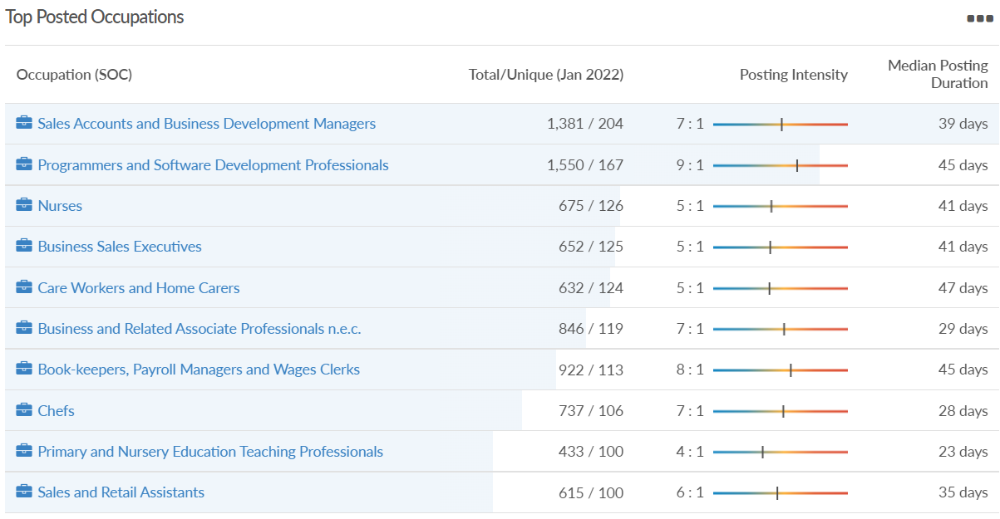 Top Posted Occupations
Occupation (SOC) Total/Unique (Jan 2022) Posting Intensity Median Posting Duration
Sales Accounts and Business Development Managers 1,381 / 204 7 : 1 39 days
Programmers and Software Development Professionals 1,550 / 167 9 : 1 45 days
Nurses 675 / 126 5 : 1 41 days
Business Sales Executives 652 / 125 5 : 1 41 days
Care Workers and Home Carers 632 / 124 5 : 1 47 days
Business and Related Associate Professionals n.e.c. 846 / 119 7 : 1 29 days
Book-keepers, Payroll Managers and Wages Clerks 922 / 113 8 : 1 45 days
Chefs 737 / 106 7 : 1 28 days
Primary and Nursery Education Teaching Professionals 433 / 100 4 : 1 23 days
Sales and Retail Assistants 615 / 100 6 : 1 35 days